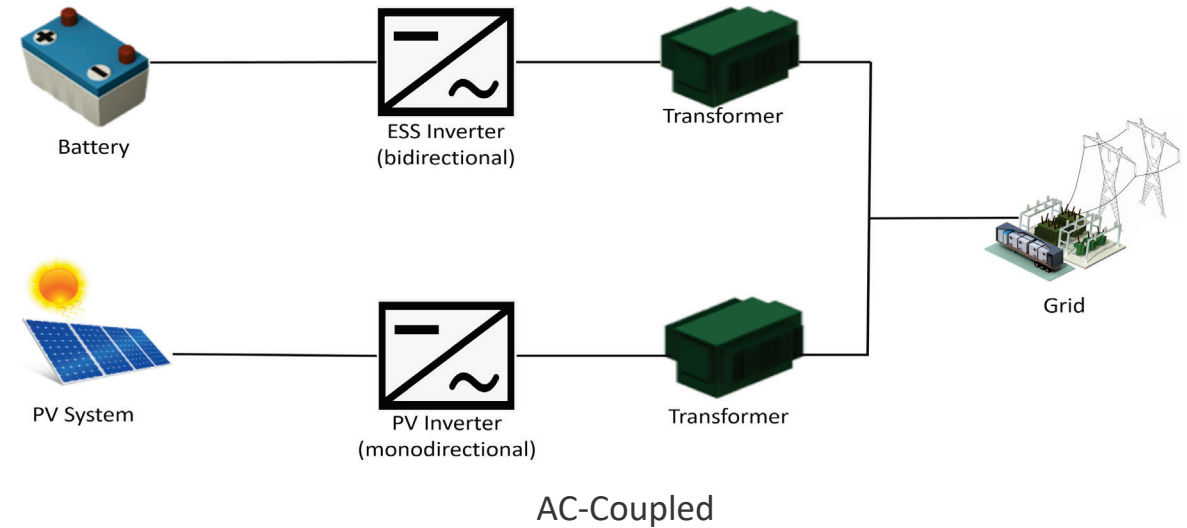 Battery
ESS Inverter
(bidirectional)
Transformer
Grid
PV System
PV Inverter
(monodirectional)
Transformer
AC-Coupled